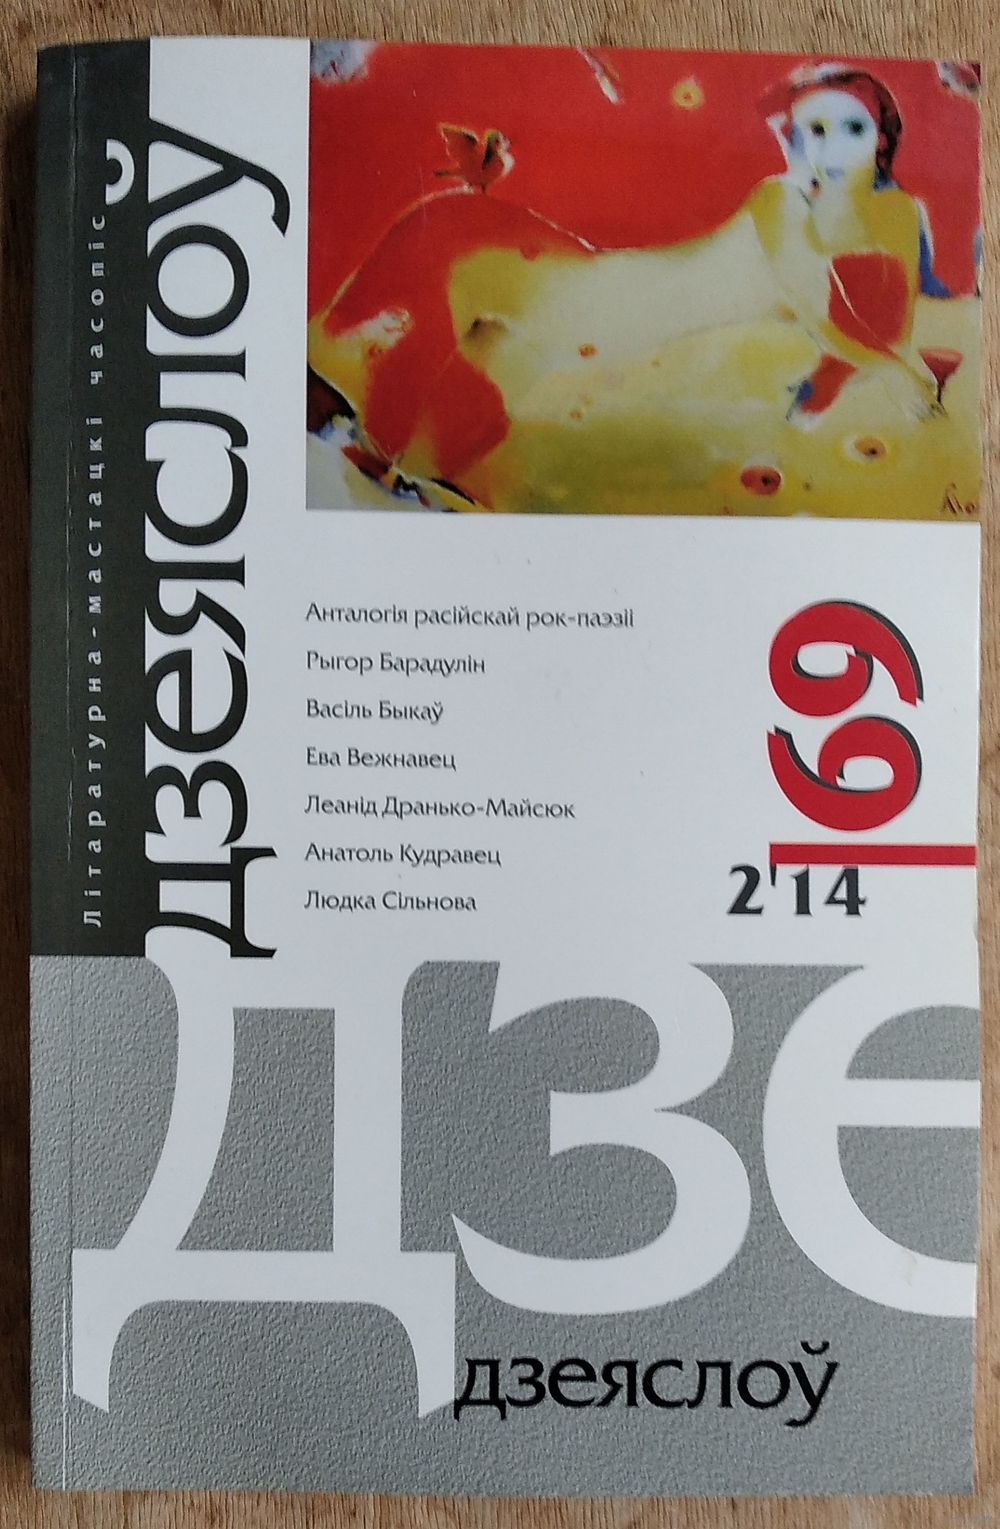 Літаратурна-мастацкі часопіс
дзеяслоў
Анталогія расійскай рок-паэзіі
Рыгор Барадулін
Васіль Быкаў
Ева Вежнавец
Леанід Дранько-Майсюк
Анатоль Кудравец
Людка Сільнова
69
2'14
дзе
дзеяслоў